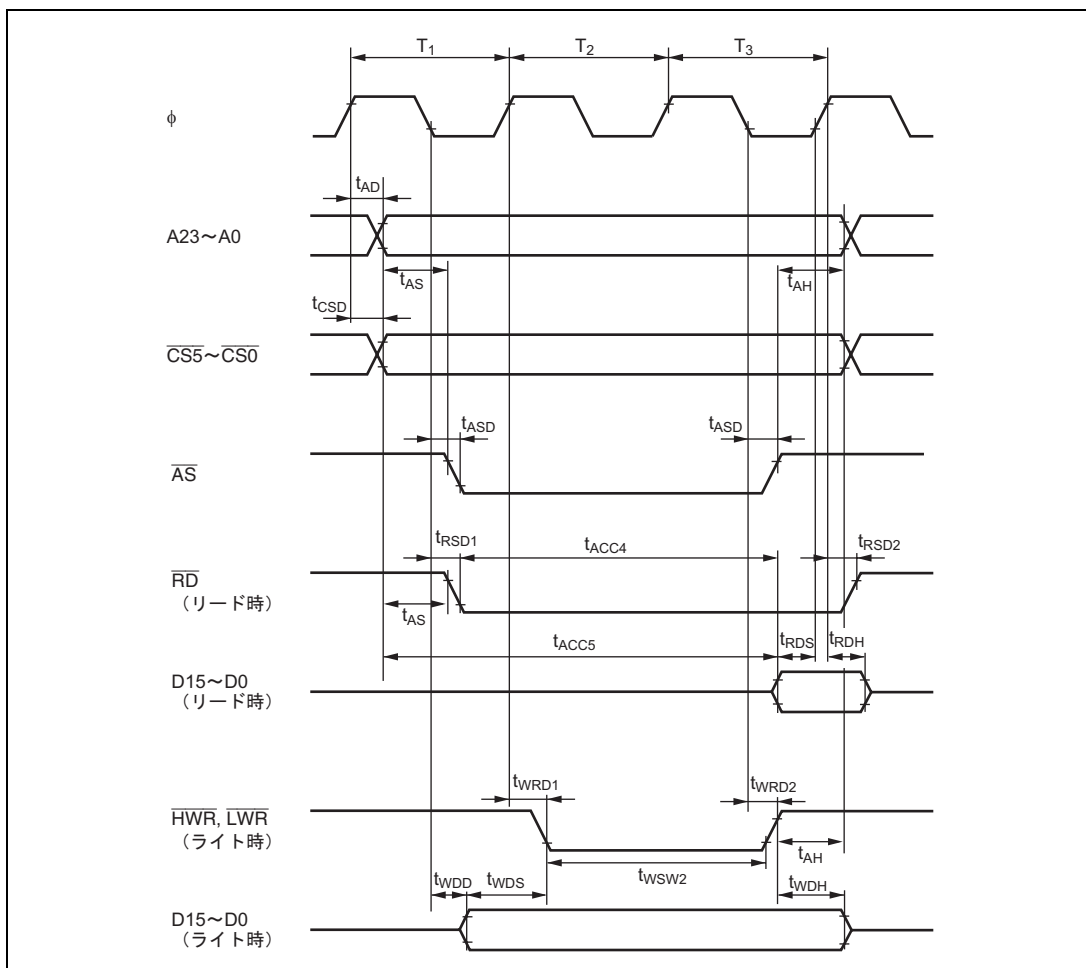 T1 T2 T3
φ
tAD
A23～A0
tAS tAH
tCSD
CS5～CS0
tASD tASD
AS
tRSD1 tACC4 tRSD2
RD
（リード時）
tAS
tACC5 tRDS tRDH
D15～D0
（リード時）
tWRD1 tWRD2
HWR, LWR
（ライト時）
tAH
tWSW2
tWDD tWDS tWDH
D15～D0
（ライト時）